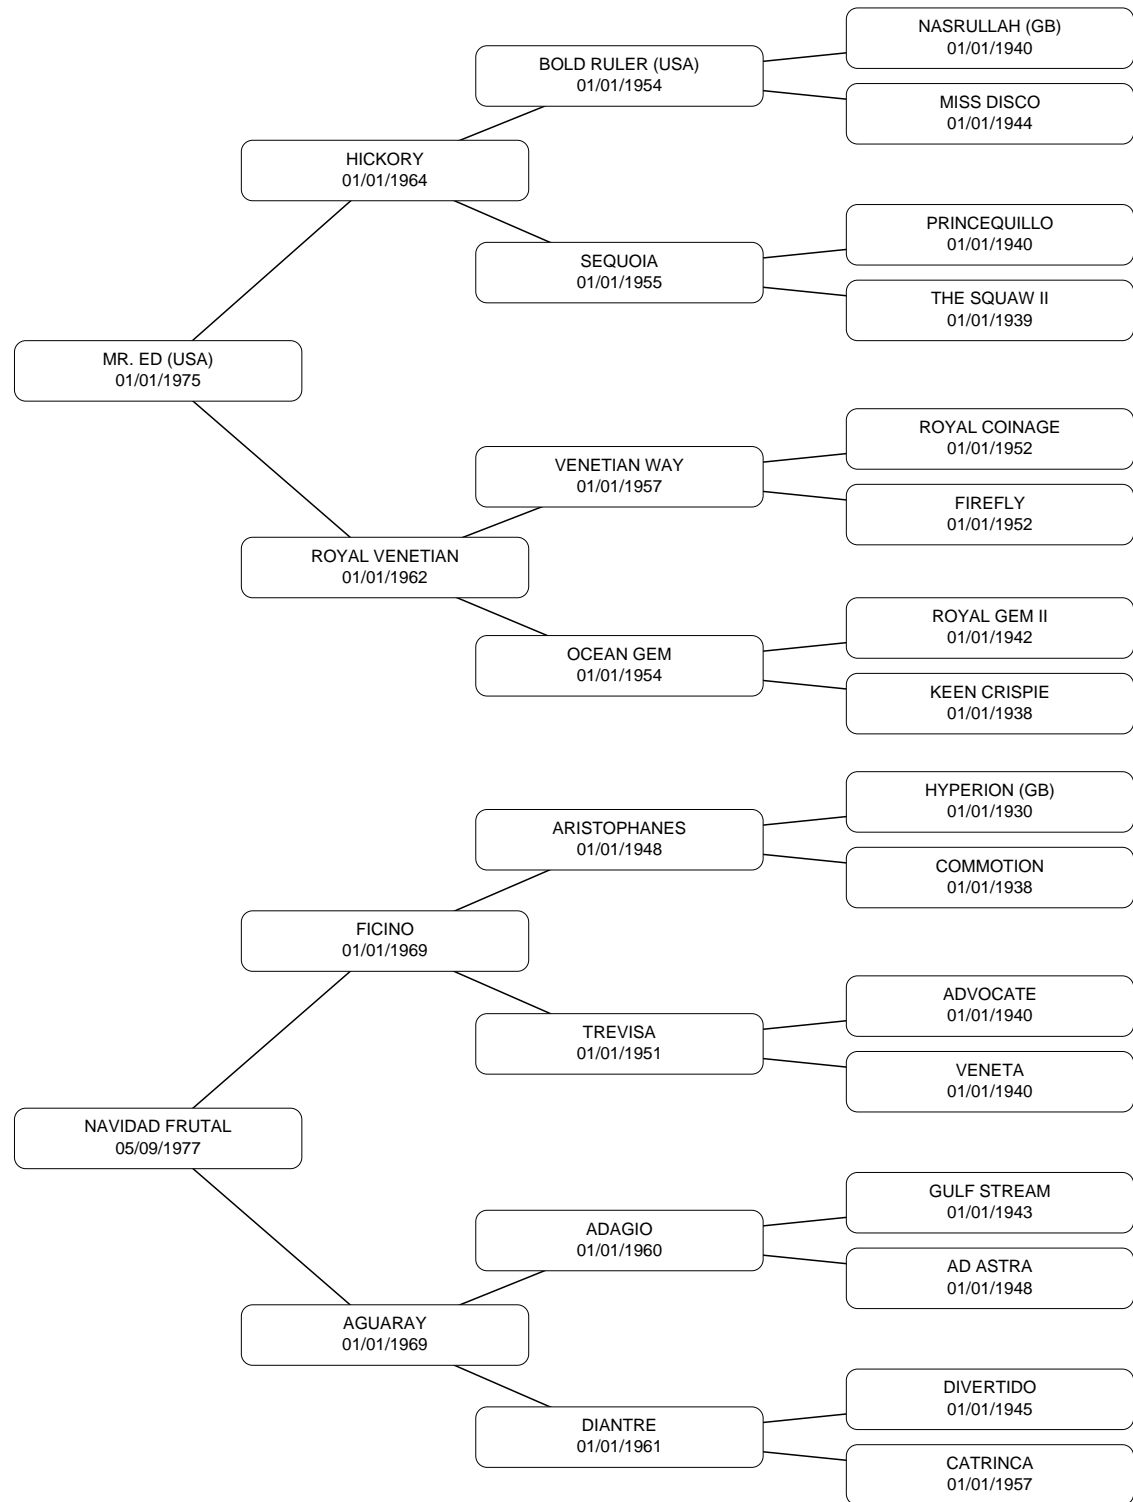 NASRULLAH (GB)
01/01/1940
BOLD RULER (USA)
01/01/1954
MISS DISCO
01/01/1944
HICKORY
01/01/1964
PRINCEQUILLO
01/01/1940
SEQUOIA
01/01/1955
THE SQUAW II
01/01/1939
MR. ED (USA)
01/01/1975
ROYAL COINAGE
01/01/1952
VENETIAN WAY
01/01/1957
FIREFLY
01/01/1952
ROYAL VENETIAN
01/01/1962
ROYAL GEM II
01/01/1942
OCEAN GEM
01/01/1954
KEEN CRISPIE
01/01/1938
HYPERION (GB)
01/01/1930
ARISTOPHANES
01/01/1948
COMMOTION
01/01/1938
FICINO
01/01/1969
ADVOCATE
01/01/1940
TREVISA
01/01/1951
VENETA
01/01/1940
NAVIDAD FRUTAL
05/09/1977
GULF STREAM
01/01/1943
ADAGIO
01/01/1960
AD ASTRA
01/01/1948
AGUARAY
01/01/1969
DIVERTIDO
01/01/1945
DIANTRE
01/01/1961
CATRINCA
01/01/1957